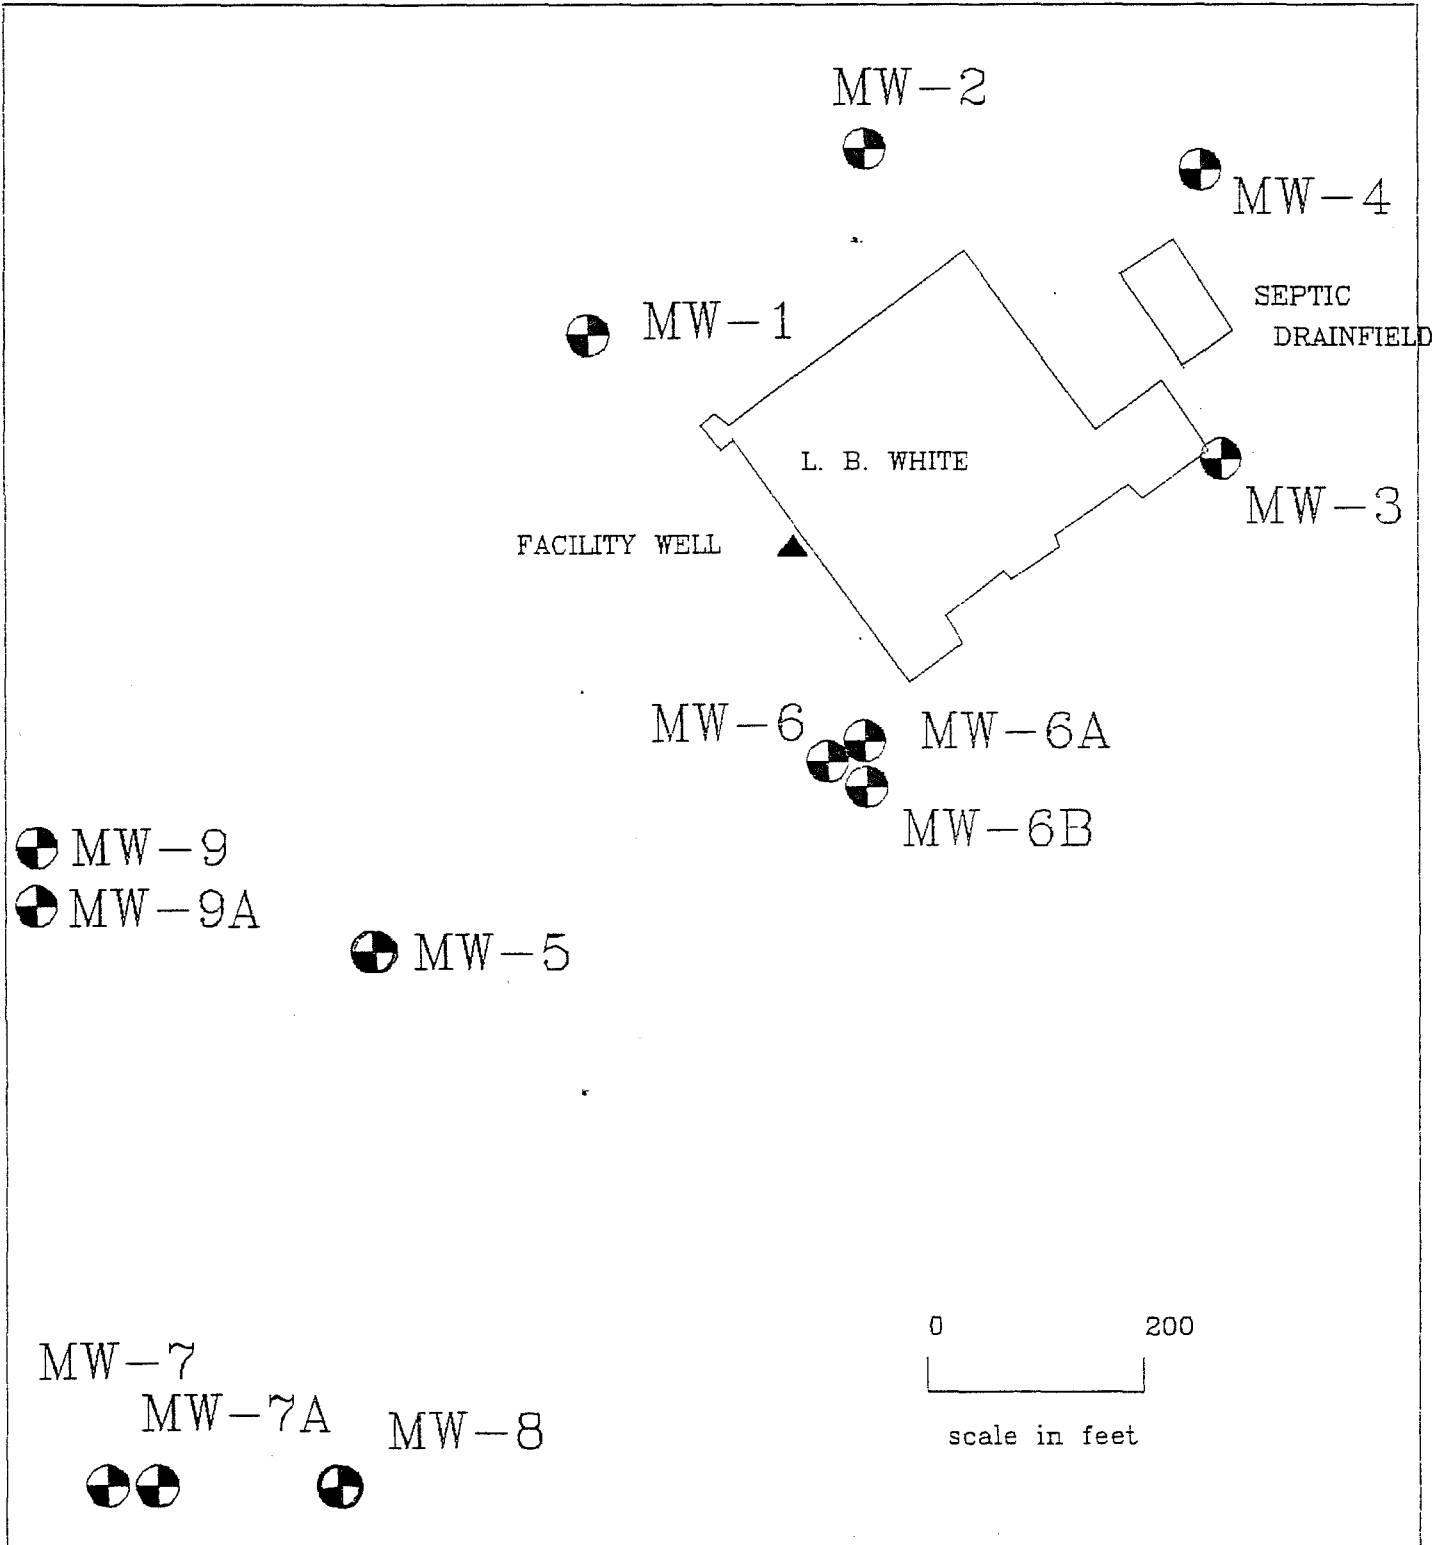 MW-2
MW-4
SEPTIC
DRAINFIELD
MW-1
L. B. WHITE
MW-3
FACILITY WELL
MW-6
MW-6A
MW-6B
MW-9
MW-9A
MW-5
0 200
scale in feet
MW-7
MW-7A
MW-8